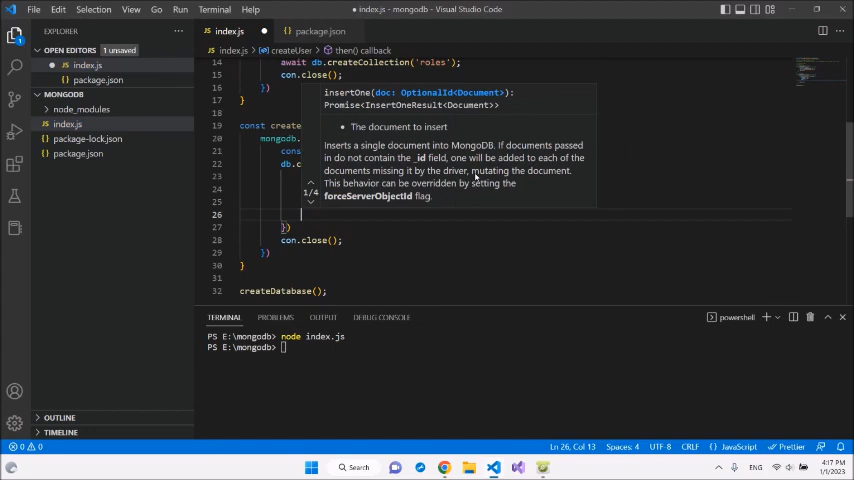 File Edit Selection View Go Run Terminal Help
● index.js - mongodb - Visual Studio Code
EXPLORER
OPEN EDITORS 1 unsaved
index.js
package.json
MONGODB
node_modules
index.js
package-lock.json
package.json
OUTLINE
TIMELINE
index.js
package.json
index.js > createUser > then() callback
14 await db.createCollection('roles');
15 con.close();
16 })
17 }
18
19 const create
20 mongodb.
21 cons
22 db.c
23
24
25
26
27 })
28 con.close();
29 })
30 }
31
32 createDatabase();
insertOne(doc: OptionalId<Document>):
Promise<InsertOneResult<Document>>
• The document to insert
1/4
Inserts a single document into MongoDB. If documents passed
in do not contain the _id field, one will be added to each of the
documents missing it by the driver, mutating the document.
This behavior can be overridden by setting the
forceServerObjectId flag.
TERMINAL PROBLEMS OUTPUT DEBUG CONSOLE
powershell
PS E:\mongodb> node index.js
PS E:\mongodb>
0 0
Ln 26, Col 13 Spaces: 4 UTF-8 CRLF JavaScript Prettier
Search
ENG
4:17 PM
1/1/2023